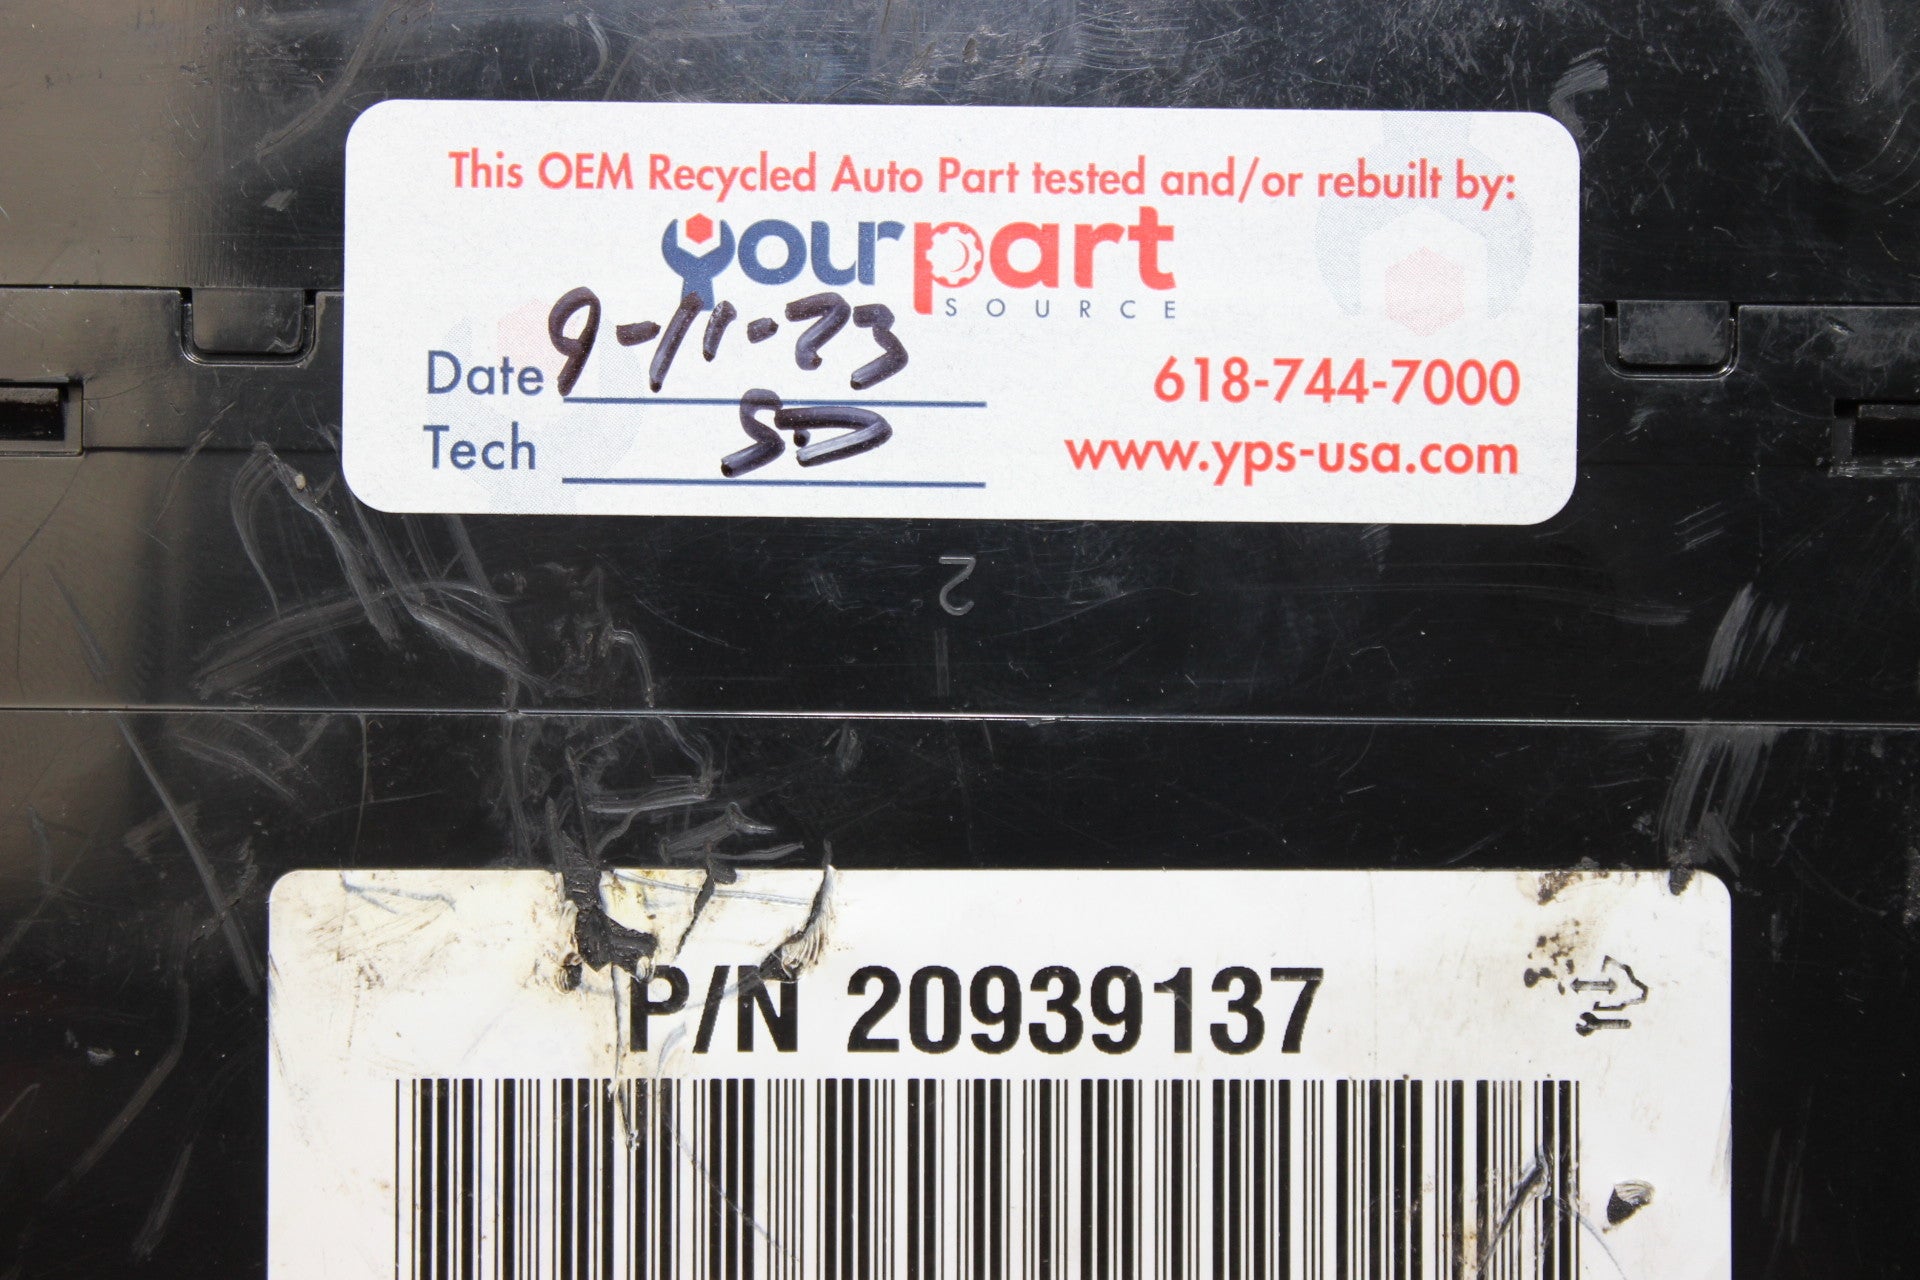 This OEM Recycled Auto Part tested and/or rebuilt by:
yourpart
SOURCE
Date 9-11-23
618-744-7000
Tech SD
www.yps-usa.com
2
P/N 20939137